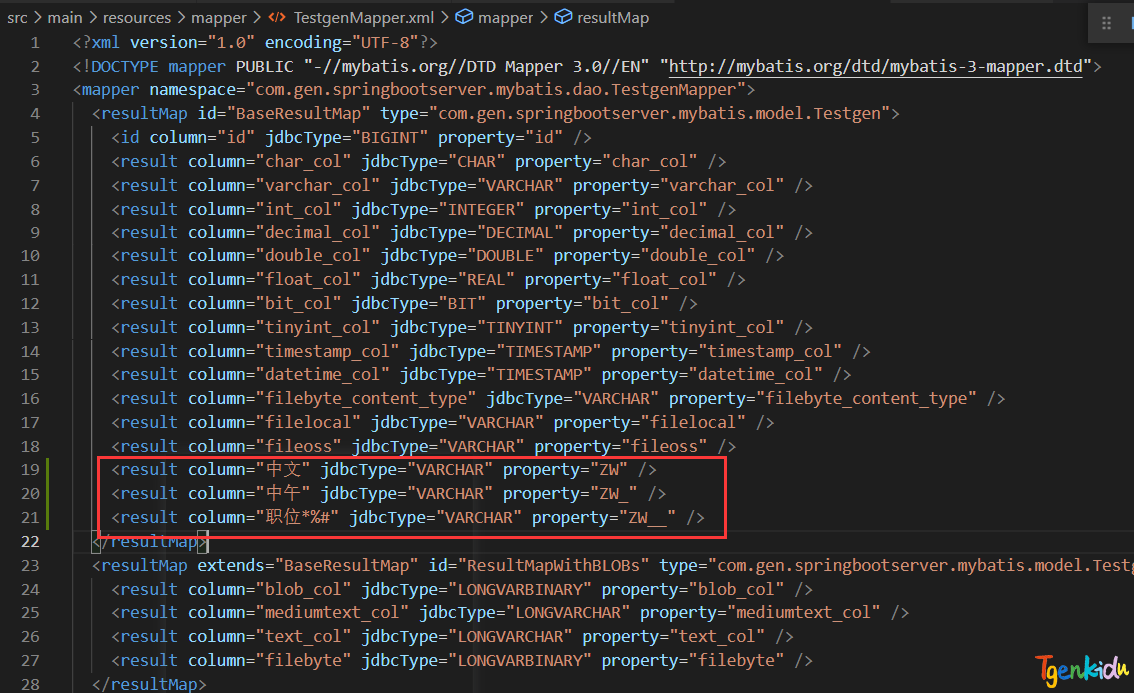 src > main > resources > mapper > TestgenMapper.xml > mapper > resultMap
1 <?xml version="1.0" encoding="UTF-8"?>
2 <!DOCTYPE mapper PUBLIC "-//mybatis.org//DTD Mapper 3.0//EN" "http://mybatis.org/dtd/mybatis-3-mapper.dtd">
3 <mapper namespace="com.gen.springbootserver.mybatis.dao.TestgenMapper">
4 <resultMap id="BaseResultMap" type="com.gen.springbootserver.mybatis.model.Testgen">
5 <id column="id" jdbcType="BIGINT" property="id" />
6 <result column="char_col" jdbcType="CHAR" property="char_col" />
7 <result column="varchar_col" jdbcType="VARCHAR" property="varchar_col" />
8 <result column="int_col" jdbcType="INTEGER" property="int_col" />
9 <result column="decimal_col" jdbcType="DECIMAL" property="decimal_col" />
10 <result column="double_col" jdbcType="DOUBLE" property="double_col" />
11 <result column="float_col" jdbcType="REAL" property="float_col" />
12 <result column="bit_col" jdbcType="BIT" property="bit_col" />
13 <result column="tinyint_col" jdbcType="TINYINT" property="tinyint_col" />
14 <result column="timestamp_col" jdbcType="TIMESTAMP" property="timestamp_col" />
15 <result column="datetime_col" jdbcType="TIMESTAMP" property="datetime_col" />
16 <result column="filebyte_content_type" jdbcType="VARCHAR" property="filebyte_content_type" />
17 <result column="filelocal" jdbcType="VARCHAR" property="filelocal" />
18 <result column="fileoss" jdbcType="VARCHAR" property="fileoss" />
19 <result column="中文" jdbcType="VARCHAR" property="ZW" />
20 <result column="中午" jdbcType="VARCHAR" property="ZW_" />
21 <result column="职位*%#" jdbcType="VARCHAR" property="ZW__" />
22 </resultMap>
23 <resultMap extends="BaseResultMap" id="ResultMapWithBLOBs" type="com.gen.springbootserver.mybatis.model.Testg
24 <result column="blob_col" jdbcType="LONGVARBINARY" property="blob_col" />
25 <result column="mediumtext_col" jdbcType="LONGVARCHAR" property="mediumtext_col" />
26 <result column="text_col" jdbcType="LONGVARCHAR" property="text_col" />
27 <result column="filebyte" jdbcType="LONGVARBINARY" property="filebyte" />
28 </resultMap>
Tgenkidu